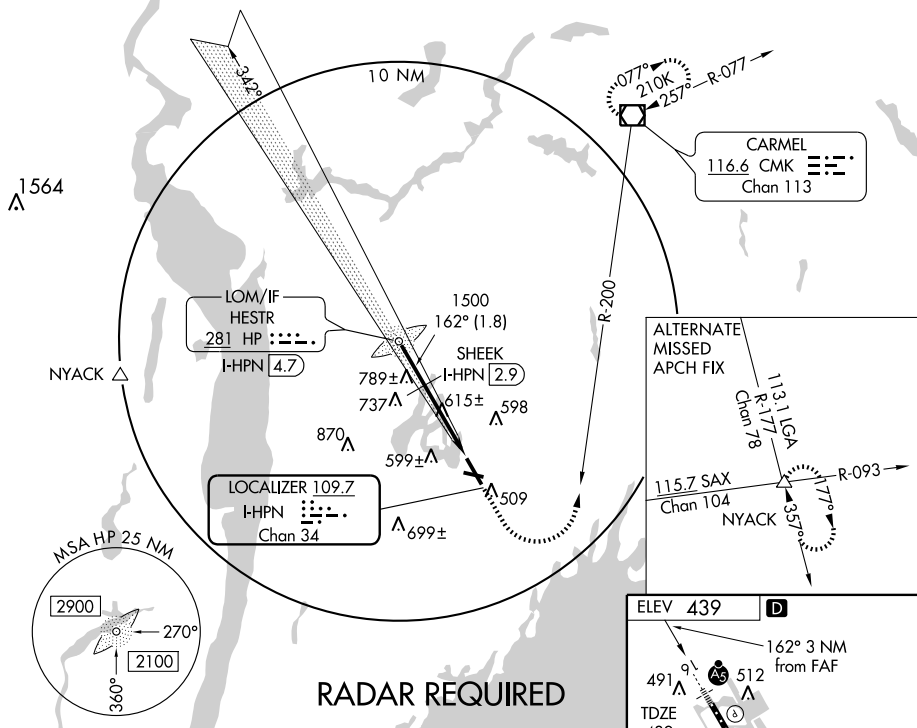 342°
10 NM
077°
210K
257°
R-077
CARMEL
116.6 CMK
Chan 113
1564
R-200
LOM/IF
HESTR
281 HP
I-HPN 4.7
1500
162° (1.8)
SHEEK
I-HPN 2.9
NYACK
789±
737
615±
598
870
599±
LOCALIZER 109.7
I-HPN
Chan 34
509
699±
ALTERNATE
MISSED
APCH FIX
113.1 LGA
R-177
Chan 78
115.7 SAX
Chan 104
R-093
NYACK
177°
357°
MSA HP 25 NM
2900
270°
2100
360°
RADAR REQUIRED
ELEV 439
D
162° 3 NM
from FAF
491
9
A5
512
TDZE